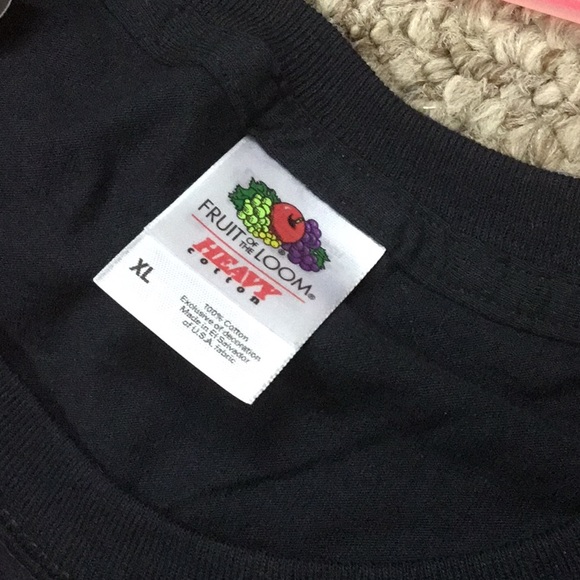 FRUIT OF THE LOOM®
HEAVY
cotton
XL
100% Cotton
Exclusive of decoration
Made in El Salvador
of U.S.A. fabric